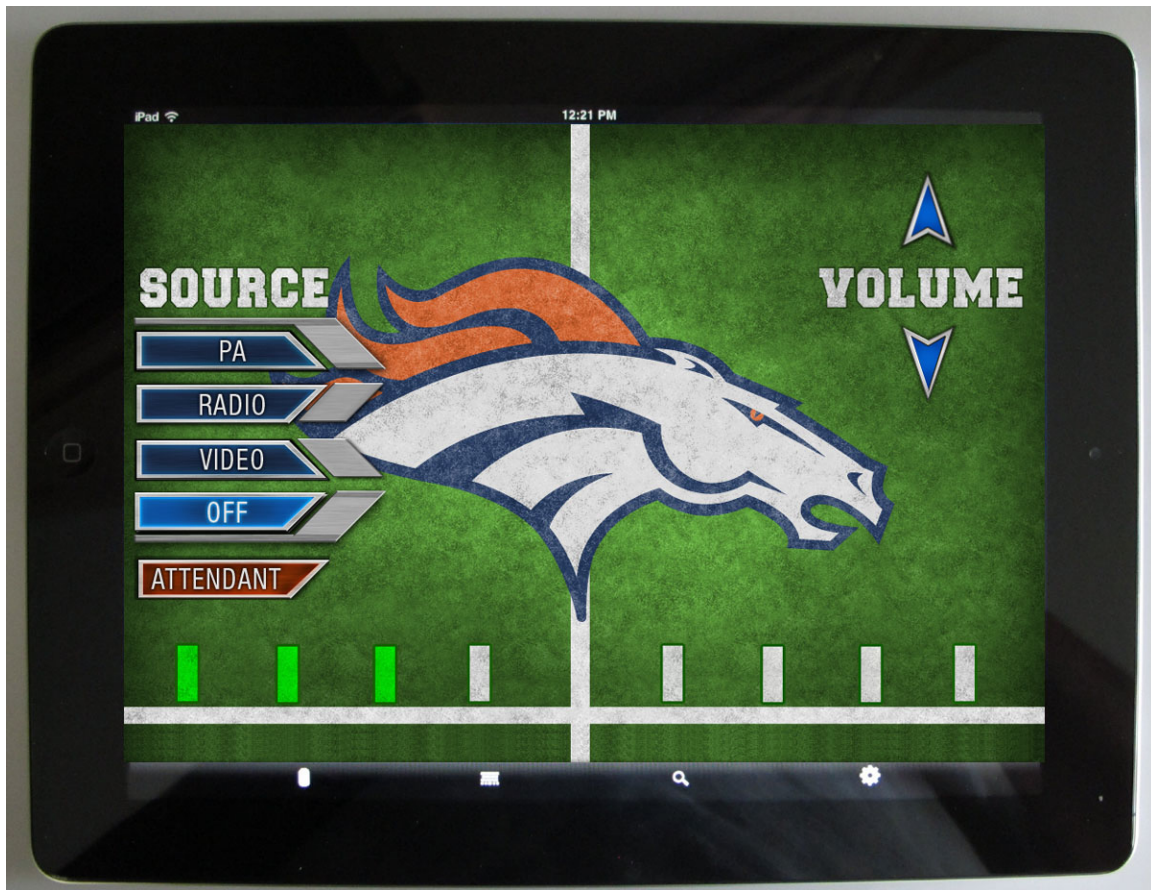 iPad
12:21 PM
SOURCE
VOLUME
PA
RADIO
VIDEO
OFF
ATTENDANT